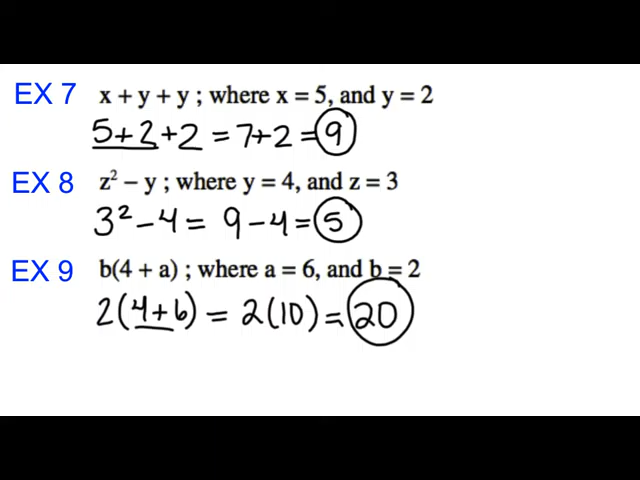 EX 7 x + y + y ; where x = 5, and y = 2
5+2+2 = 7+2 = 9
EX 8 z² – y ; where y = 4, and z = 3
3² – 4 = 9 – 4 = 5
EX 9 b(4 + a) ; where a = 6, and b = 2
2(4+6) = 2(10) = 20